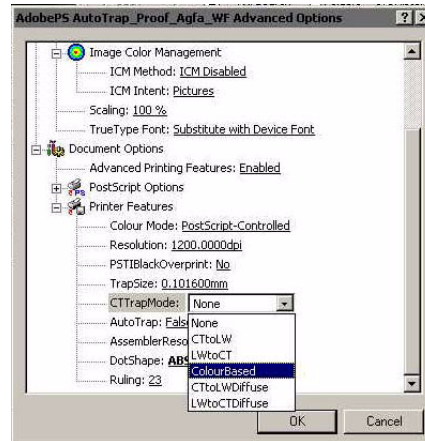 AdobePS AutoTrap_Proof_Agfa_WF Advanced Options
Image Color Management
ICM Method: ICM Disabled
ICM Intent: Pictures
Scaling: 100 %
TrueType Font: Substitute with Device Font
Document Options
Advanced Printing Features: Enabled
PostScript Options
Printer Features
Colour Mode: PostScript-Controlled
Resolution: 1200.0000dpi
PSTIBlackOverprint: No
TrapSize: 0.101600mm
CTTrapMode: None
AutoTrap: Fals
None
AssemblerReso
CTtoLW
LWtoCT
DotShape: ABS
ColourBased
Ruling: 23
CTtoLWDiffuse
LWtoCTDiffuse
OK Cancel